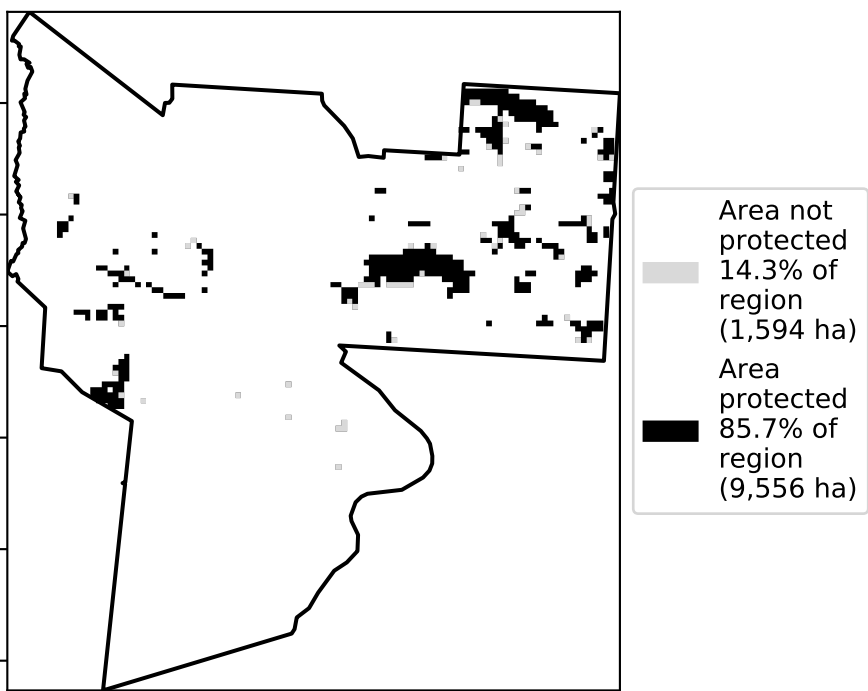 Area not
protected
14.3% of
region
(1,594 ha)
Area
protected
85.7% of
region
(9,556 ha)